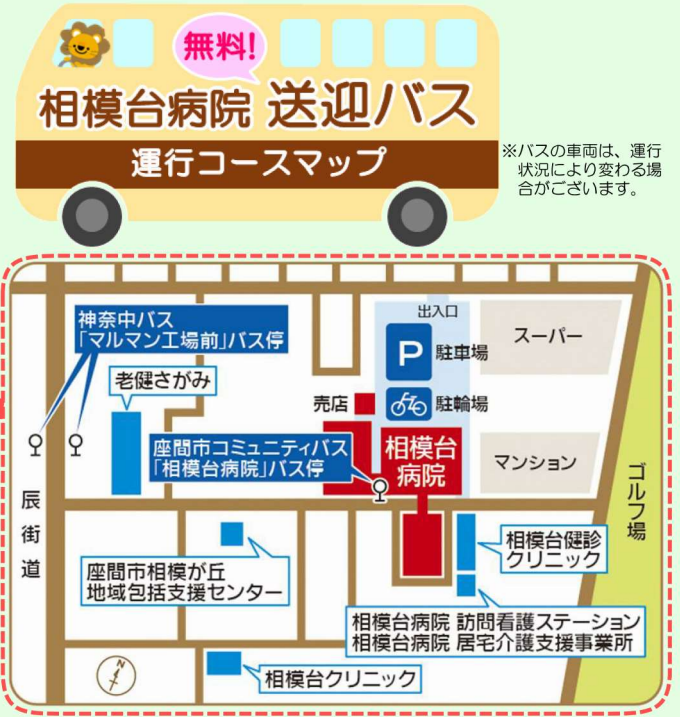 無料!
相模台病院 送迎バス
運行コースマップ
※バスの車両は、運行
状況により変わる場
合がございます。
神奈中バス
「マルマン工場前」バス停
出入口
P 駐車場
スーパー
老健さがみ
売店
駐輪場
座間市コミュニティバス
「相模台病院」バス停
相模台
病院
マンション
ゴルフ場
辰街道
相模台健診
クリニック
座間市相模が丘
地域包括支援センター
相模台病院 訪問看護ステーション
相模台病院 居宅介護支援事業所
N
相模台クリニック